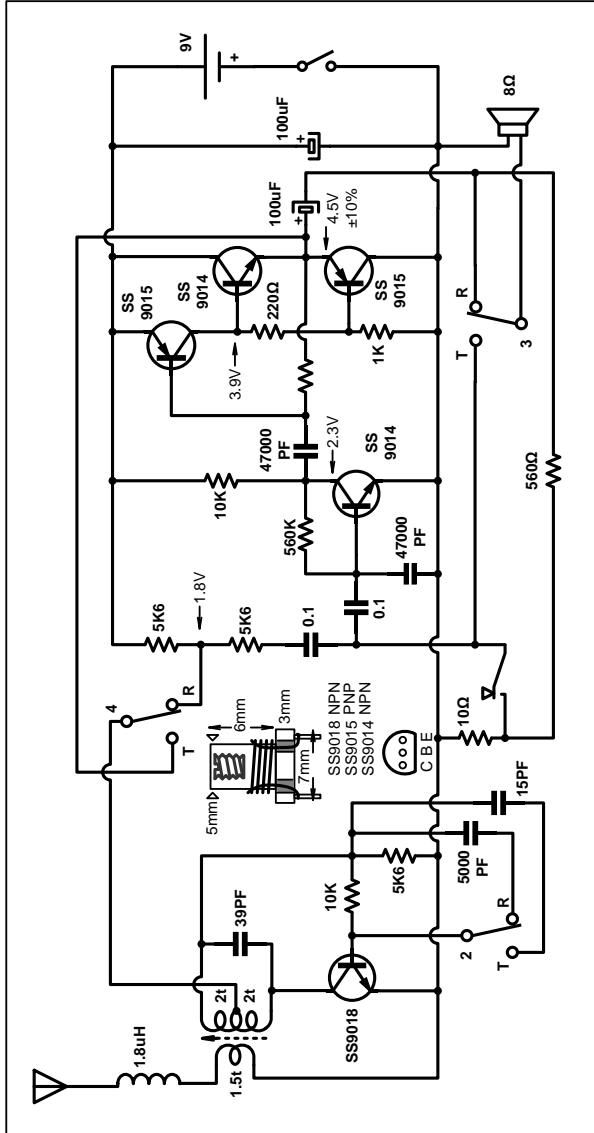 1.8uH
1.5t
2t
2t
39PF
SS9018
10K
5K6
5000
PF
15PF
2
T
R
4
T
R
5mm
6mm
3mm
7mm
SS9018 NPN
SS9015 PNP
SS9014 NPN
C B E
10Ω
5K6
1.8V
5K6
0.1
0.1
10K
560K
47000
PF
47000
PF
2.3V
SS
9014
SS
9015
3.9V
SS
9014
220Ω
1K
SS
9015
4.5V
±10%
100uF
+
100uF
+
9V
+
8Ω
T
R
3
560Ω